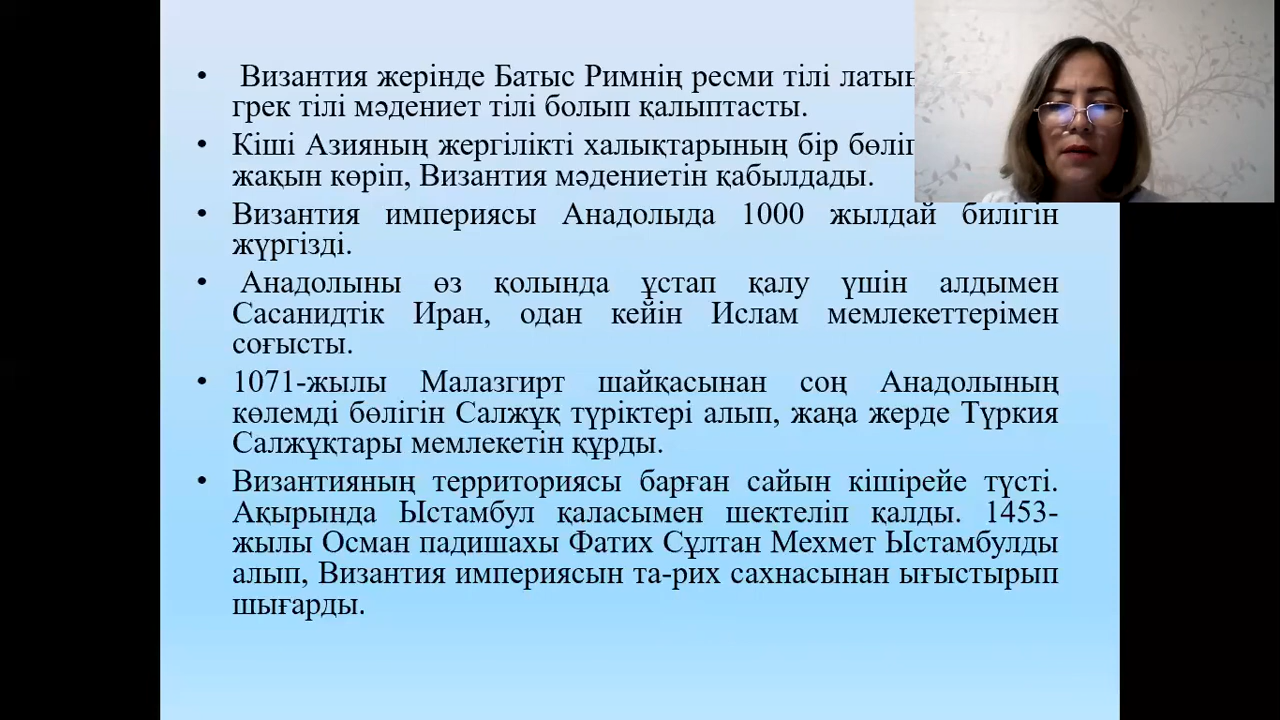 • Византия жерінде Батыс Римнің ресми тілі
грек тілі мәдениет тілі болып қалыптасты.
• Кіші Азияның жергілікті халықтарының бір
жақын көріп, Византия мәдениетін қабылдады.
• Византия империясы Анадолыда 1000 жылдай билігін
жүргізді.
• Анадолыны өз қолында ұстап қалу үшін алдымен
Сасанидтік Иран, одан кейін Ислам мемлекеттерімен
соғысты.
• 1071-жылы Малазгирт шайқасынан соң Анадолының
көлемді бөлігін Салжұқ түріктері алып, жаңа жерде Түркия
Салжұқтары мемлекетін құрды.
• Византияның территориясы барған сайын кішірейе түсті.
Ақырында Ыстамбул қаласымен шектеліп қалды. 1453-
жылы Осман падишахы Фатих Сұлтан Мехмет Ыстамбулды
алып, Византия империясын та-рих сахнасынан ығыстырып
шығарды.